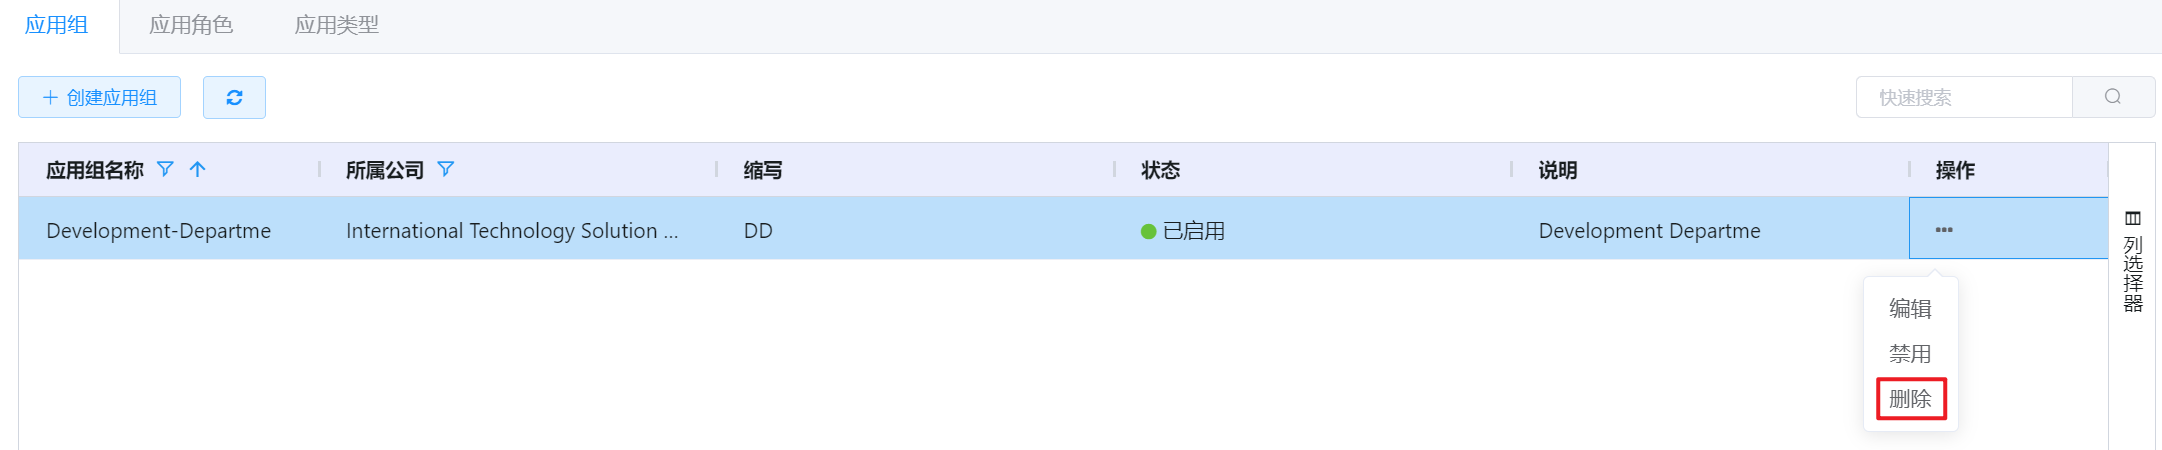 应用组 应用角色 应用类型
创建应用组 快速搜索
应用组名称 所属公司 缩写 状态 说明 操作
Development-Departme International Technology Solution ... DD 已启用 Development Departme ...
列选择器
编辑
禁用
删除